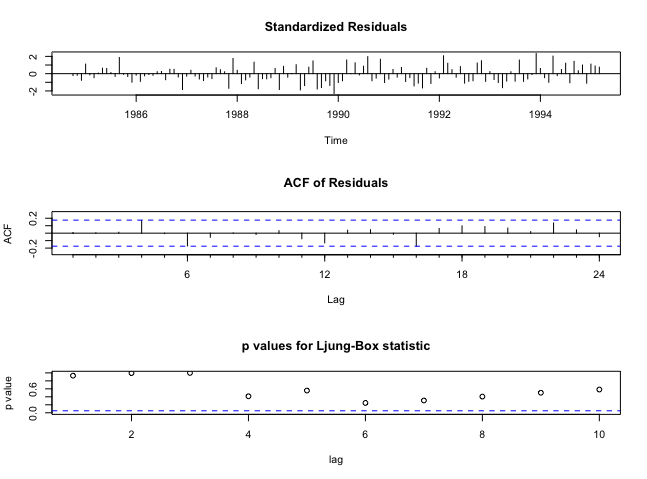 Standardized Residuals
2
0
-2
1986 1988 1990 1992 1994
Time
ACF of Residuals
ACF
0.2
-0.2
6 12 18 24
Lag
p values for Ljung-Box statistic
p value
0.6
0.0
2 4 6 8 10
lag